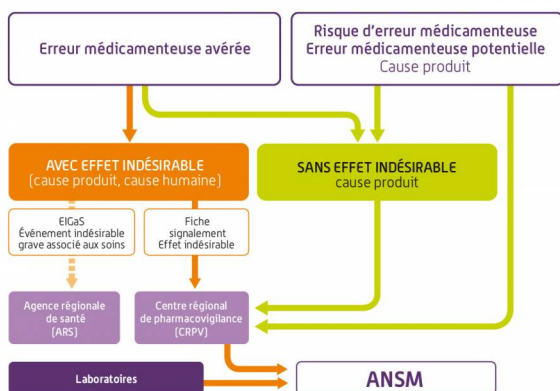 Erreur médicamenteuse avérée
Risque d'erreur médicamenteuse
Erreur médicamenteuse potentielle
Cause produit
AVEC EFFET INDÉSIRABLE
(cause produit, cause humaine)
SANS EFFET INDÉSIRABLE
cause produit
EIGaS
Événement indésirable
grave associé aux soins
Fiche
signalement
Effet indésirable
Agence régionale
de santé
(ARS)
Centre régional
de pharmacovigilance
(CRPV)
Laboratoires
ANSM